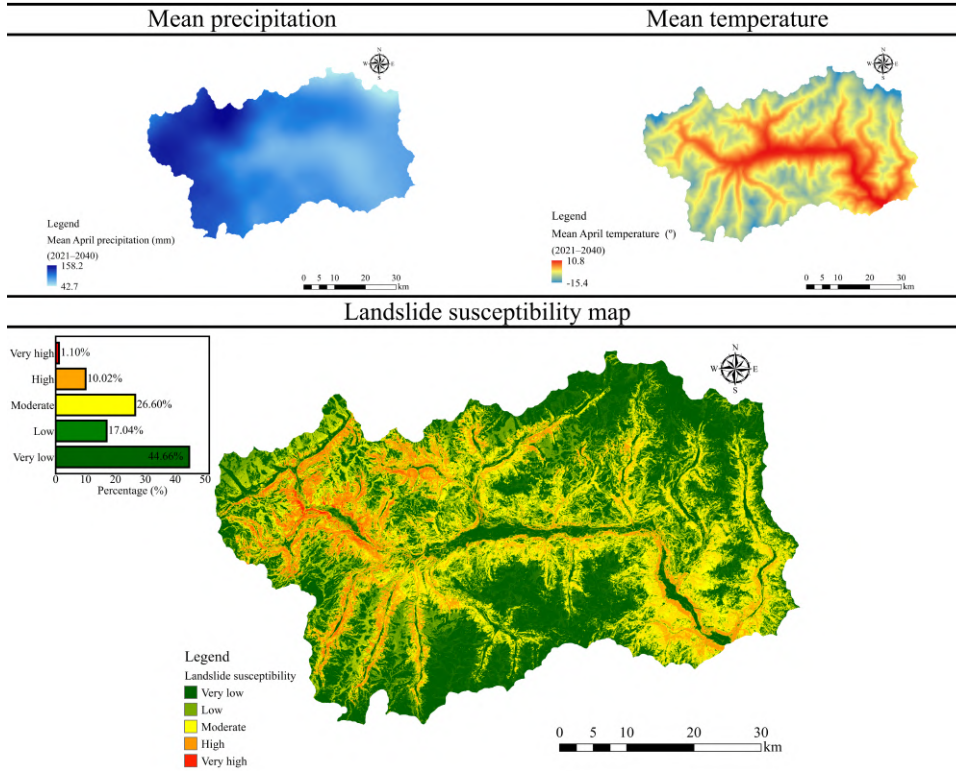 Mean precipitation
Mean temperature
N
W E
S
N
W E
S
Legend
Mean April precipitation (mm)
(2021–2040)
158.2
42.7
0 5 10 20 30
km
Legend
Mean April temperature (º)
(2021–2040)
10.8
-15.4
0 5 10 20 30
km
Landslide susceptibility map
Very high 1.10%
High 10.02%
Moderate 26.60%
Low 17.04%
Very low 44.66%
0 10 20 30 40 50
Percentage (%)
N
W E
S
Legend
Landslide susceptibility
Very low
Low
Moderate
High
Very high
0 5 10 20 30
km